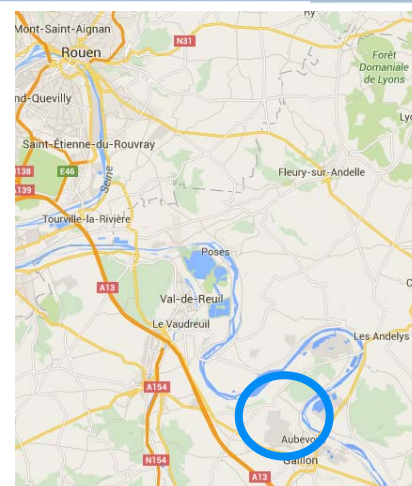 Ry
Mont-Saint-Aignan
Rouen
N31
Forêt
Domaniale
de Lyons
nd-Quevilly
Lyo
Saint-Étienne-du-Rouvray
138
E46
139
Seine
Fleury-sur-Andelle
Tourville-la-Rivière
Poses
A13
Val-de-Reuil
Le Vaudreuil
Les Andelys
A154
Aubevo
Gaillon
N154
A13